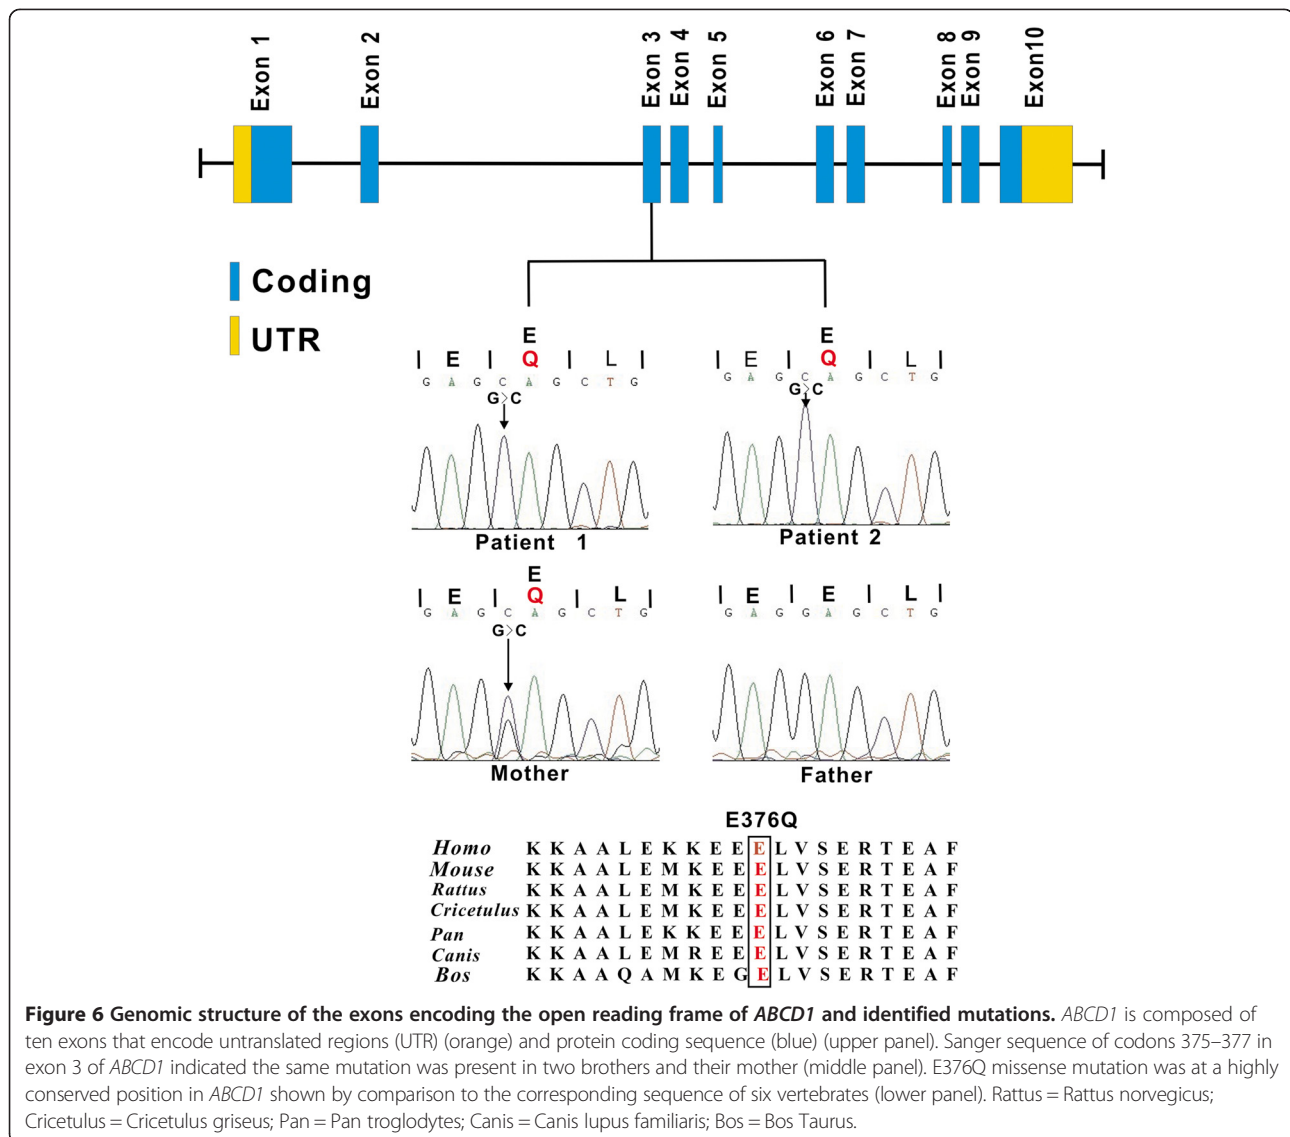 Exon 1 Exon 2 Exon 3 Exon 4 Exon 5 Exon 6 Exon 7 Exon 8 Exon 9 Exon10
Coding
UTR
E
| E | Q | L |
G A G C A G C T G
G>C
Patient 1
E
| E | Q | L |
G A G C A G C T G
G>C
Patient 2
E
| E | Q | L |
G A G C A G C T G
G>C
Mother
| E | E | L |
G A G G A G C T G
Father
E376Q
Homo K K A A L E K K E E E L V S E R T E A F
Mouse K K A A L E M K E E E L V S E R T E A F
Rattus K K A A L E M K E E E L V S E R T E A F
Cricetulus K K A A L E M K E E E L V S E R T E A F
Pan K K A A L E K K E E E L V S E R T E A F
Canis K K A A L E M R E E E L V S E R T E A F
Bos K K A A Q A M K E G E L V S E R T E A F
Figure 6 Genomic structure of the exons encoding the open reading frame of ABCD1 and identified mutations. ABCD1 is composed of
ten exons that encode untranslated regions (UTR) (orange) and protein coding sequence (blue) (upper panel). Sanger sequence of codons 375–377 in
exon 3 of ABCD1 indicated the same mutation was present in two brothers and their mother (middle panel). E376Q missense mutation was at a highly
conserved position in ABCD1 shown by comparison to the corresponding sequence of six vertebrates (lower panel). Rattus = Rattus norvegicus;
Cricetulus = Cricetulus griseus; Pan = Pan troglodytes; Canis = Canis lupus familiaris; Bos = Bos Taurus.